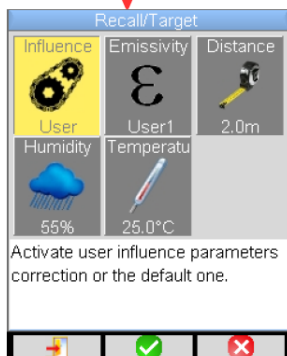 Recall/Target
Influence
Emissivity
Distance
ε
User
User1
2.0m
Humidity
Temperatu
55%
25.0°C
Activate user influence parameters
correction or the default one.